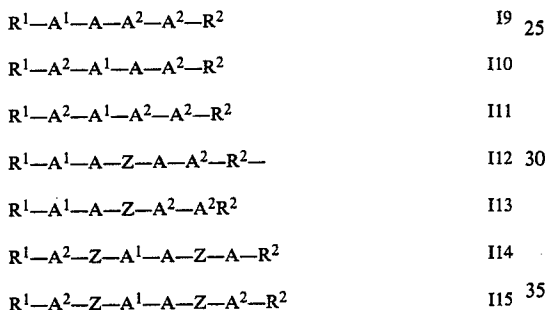 R¹—A¹—A—A²—A²—R² I9
25
R¹—A²—A¹—A—A²—R² I10
R¹—A²—A¹—A²—A²—R² I11
R¹—A¹—A—Z—A—A²—R²— I12 30
R¹—A¹—A—Z—A²—A²R² I13
R¹—A²—Z—A¹—A—Z—A—R² I14
R¹—A²—Z—A¹—A—Z—A²—R² I15 35